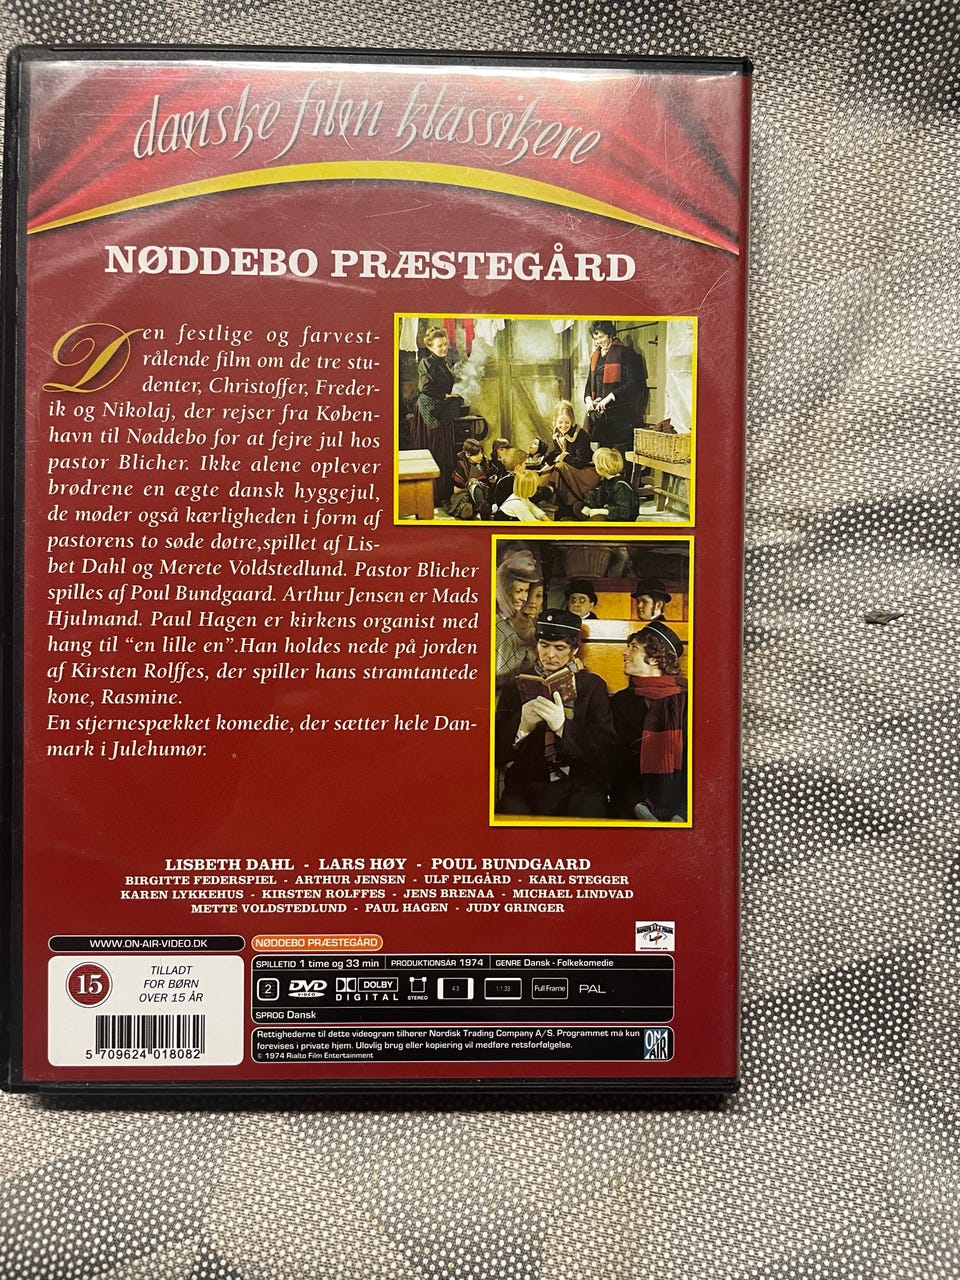 danske film klassikere
NØDDEBO PRÆSTEGÅRD
Den festlige og farvest-
rålende film om de tre stu-
denter, Christoffer, Freder-
ik og Nikolaj, der rejser fra Køben-
havn til Nøddebo for at fejre jul hos
pastor Blicher. Ikke alene oplever
brødrene en ægte dansk hyggejul,
de møder også kærligheden i form af
pastorens to søde døtre,spillet af Lis-
bet Dahl og Merete Voldstedlund. Pastor Blicher
spilles af Poul Bundgaard. Arthur Jensen er Mads
Hjulmand. Paul Hagen er kirkens organist med
hang til "en lille en".Han holdes nede på jorden
af Kirsten Rolffes, der spiller hans stramtantede
kone, Rasmine.
En stjernespækket komedie, der sætter hele Dan-
mark i Julehumør.
LISBETH DAHL - LARS HØY - POUL BUNDGAARD
BIRGITTE FEDERSPIEL - ARTHUR JENSEN - ULF PILGÅRD - KARL STEGGER
KAREN LYKKEHUS - KIRSTEN ROLFFES - JENS BRENAA - MICHAEL LINDVAD
METTE VOLDSTEDLUND - PAUL HAGEN - JUDY GRINGER
WWW.ON-AIR-VIDEO.DK
NØDDEBO PRÆSTEGÅRD
15
TILLADT
FOR BØRN
OVER 15 ÅR
5 709624 018082
SPILLETID 1 time og 33 min PRODUKTIONSÅR 1974 GENRE Dansk - Folkekomedie
2 DVD VIDEO DOLBY DIGITAL STEREO 4:3 1:1.33 Full Frame PAL
SPROG Dansk
Rettighederne til dette videogram tilhører Nordisk Trading Company A/S. Programmet må kun
forevises i private hjem. Ulovlig brug eller kopiering vil medføre retsforfølgelse.
© 1974 Rialto Film Entertainment
ON AIR